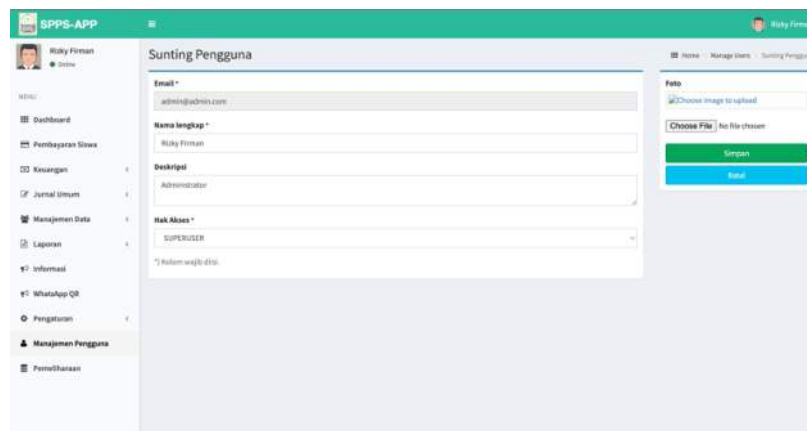 SPPS-APP
Rizky Firman
Rizky Firman
Online
MENU
Dashboard
Pembayaran Siswa
Keuangan
Jurnal Umum
Manajemen Data
Laporan
Informasi
WhatsApp QR
Pengaturan
Manajemen Pengguna
Pemeliharaan
Sunting Pengguna
Home
Manage Users
Sunting Pengguna
Email *
admin@admin.com
Nama lengkap *
Rizky Firman
Deskripsi
Administrator
Hak Akses *
SUPERUSER
*) Kolom wajib diisi.
Foto
Choose image to upload
Choose File No file chosen
Simpan
Batal